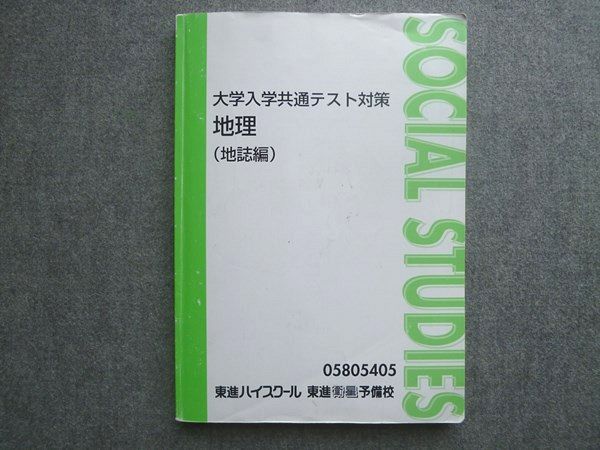 大学入学共通テスト対策
地理
（地誌編）
SOCIAL STUDIES
05805405
東進ハイスクール 東進衛星予備校